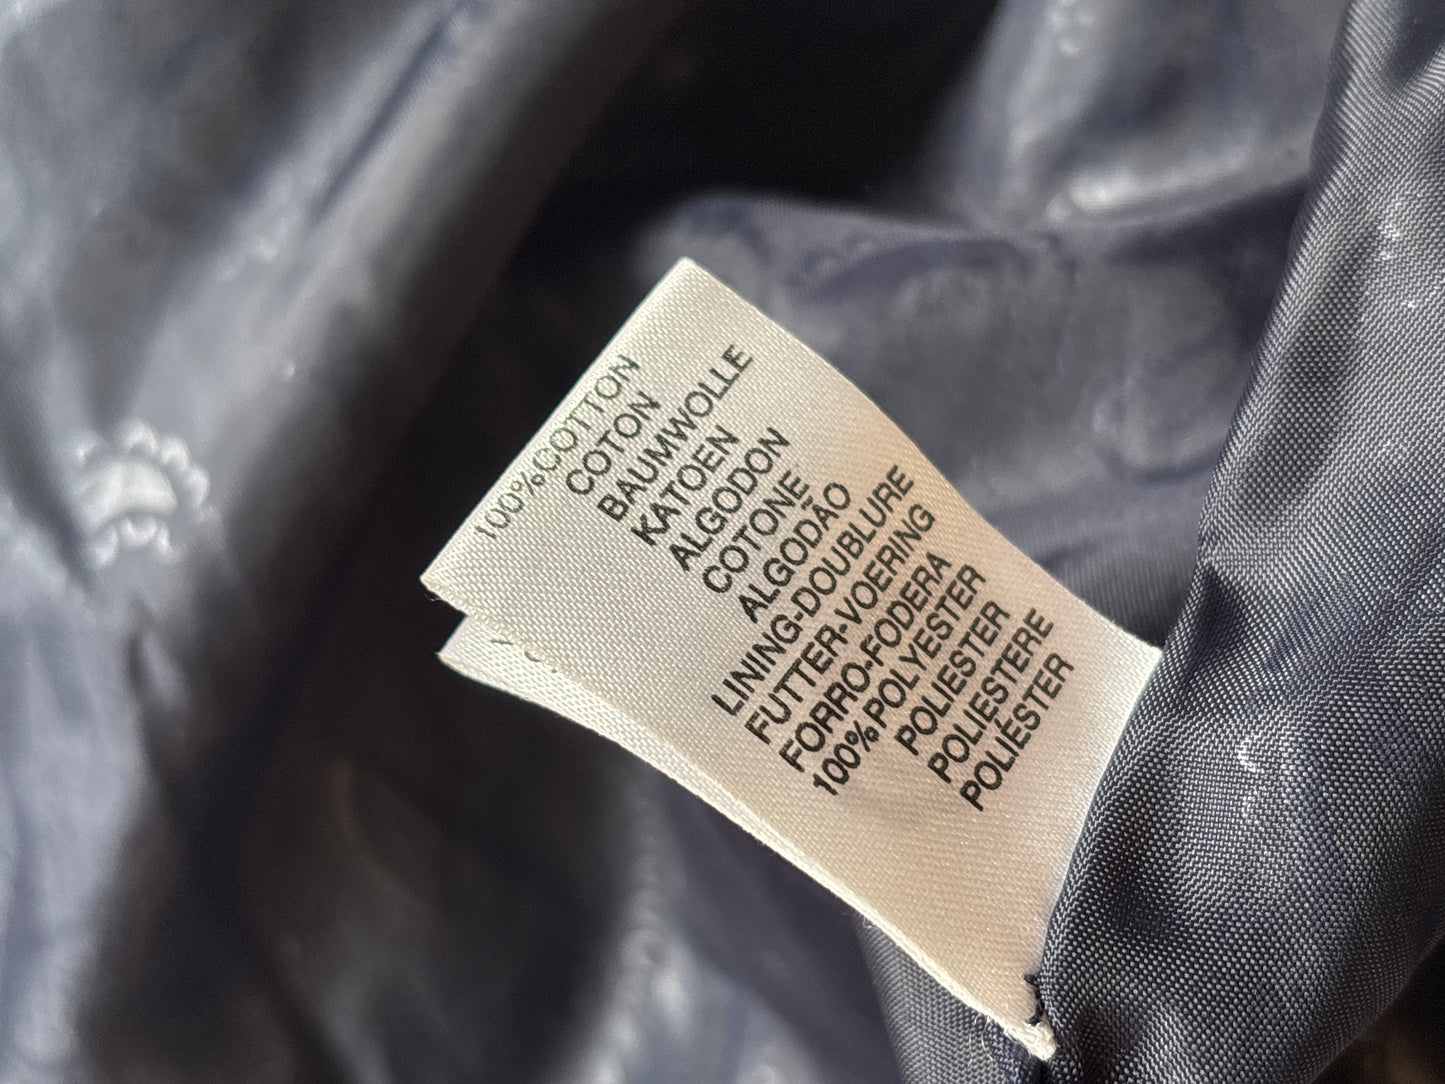 100%COTTON
COTON
BAUMWOLLE
KATOEN
ALGODON
COTONE
ALGODÃO
LINING-DOUBLURE
FUTTER-VOERING
FORRO-FODERA
100%POLYESTER
POLIESTER
POLIESTERE
POLIÉSTER